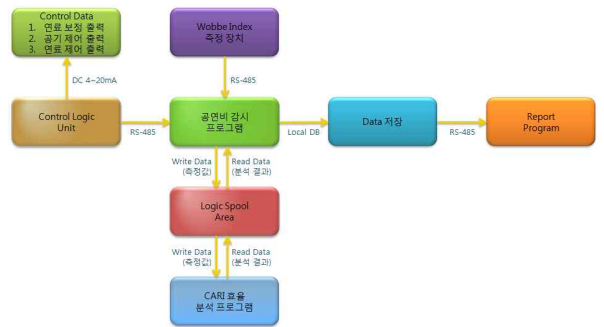 Control Data
1. 연료 보정 출력
2. 공기 제어 출력
3. 연료 제어 출력
Wobbe Index
측정 장치
DC 4~20mA
RS-485
Control Logic
Unit
RS-485
공연비 감시
프로그램
Local DB
Data 저장
RS-485
Report
Program
Write Data
(측정값)
Read Data
(분석 결과)
Logic Spool
Area
Write Data
(측정값)
Read Data
(분석 결과)
CARI 효율
분석 프로그램